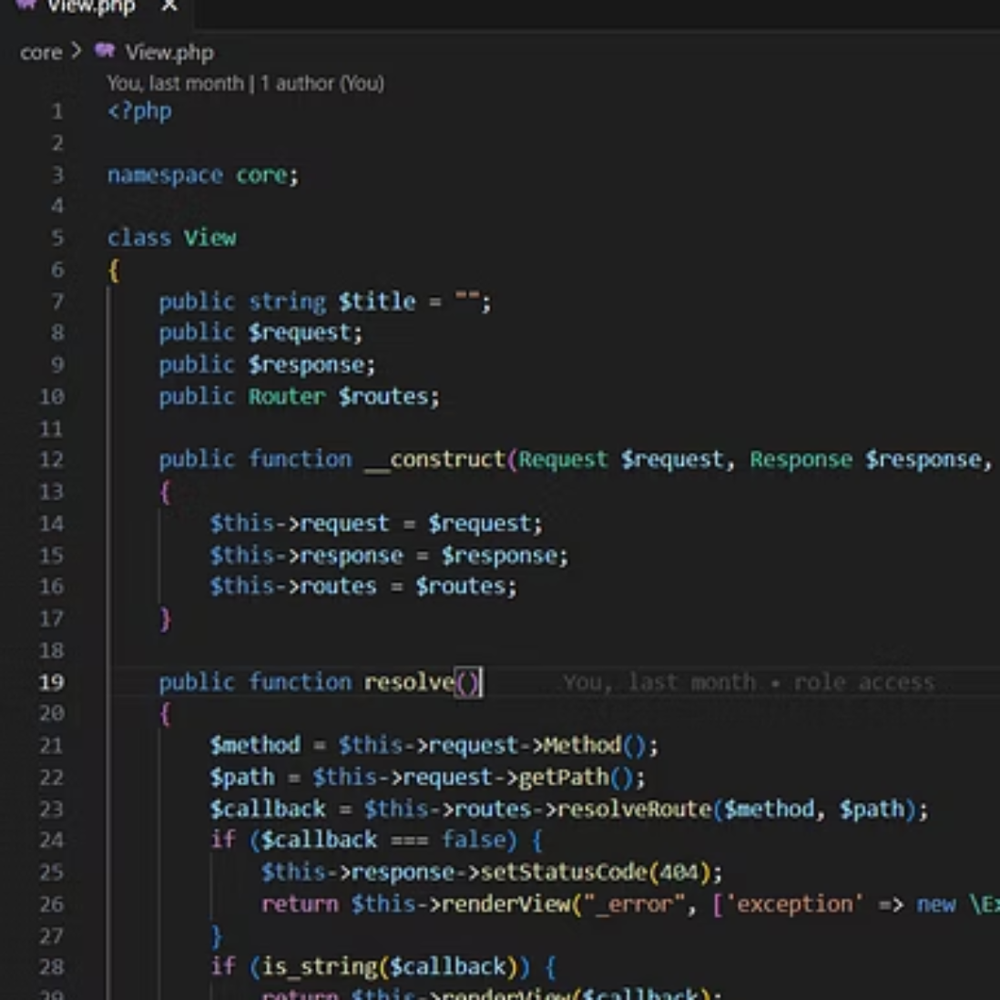 View.php ×
core > View.php
You, last month | 1 author (You)
1 <?php
2
3 namespace core;
4
5 class View
6 {
7     public string $title = "";
8     public $request;
9     public $response;
10     public Router $routes;
11
12     public function __construct(Request $request, Response $response,
13     {
14         $this->request = $request;
15         $this->response = $response;
16         $this->routes = $routes;
17     }
18
19     public function resolve() You, last month • role access
20     {
21         $method = $this->request->Method();
22         $path = $this->request->getPath();
23         $callback = $this->routes->resolveRoute($method, $path);
24         if ($callback === false) {
25             $this->response->setStatusCode(404);
26             return $this->renderView("_error", ['exception' => new \Ex
27         }
28         if (is_string($callback)) {
29             return $this->renderView($callback);